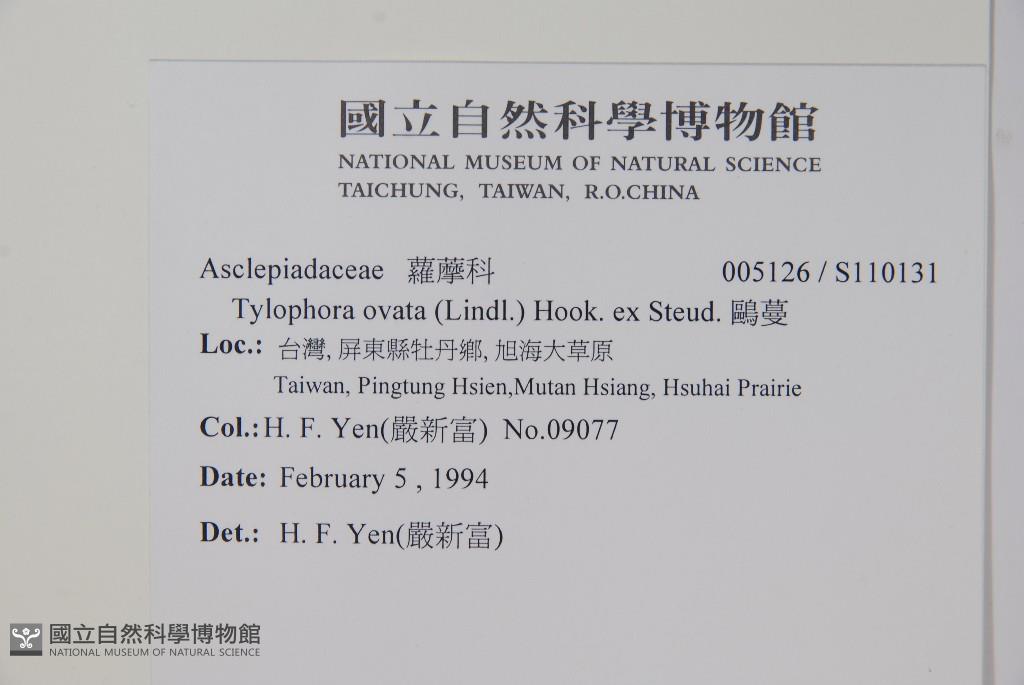 國立自然科學博物館
NATIONAL MUSEUM OF NATURAL SCIENCE
TAICHUNG, TAIWAN, R.O.CHINA
Asclepiadaceae 蘿藦科 005126 / S110131
Tylophora ovata (Lindl.) Hook. ex Steud. 鷗蔓
Loc.: 台灣, 屏東縣牡丹鄉, 旭海大草原
Taiwan, Pingtung Hsien,Mutan Hsiang, Hsuhai Prairie
Col.:H. F. Yen(嚴新富) No.09077
Date: February 5 , 1994
Det.: H. F. Yen(嚴新富)
國立自然科學博物館
NATIONAL MUSEUM OF NATURAL SCIENCE